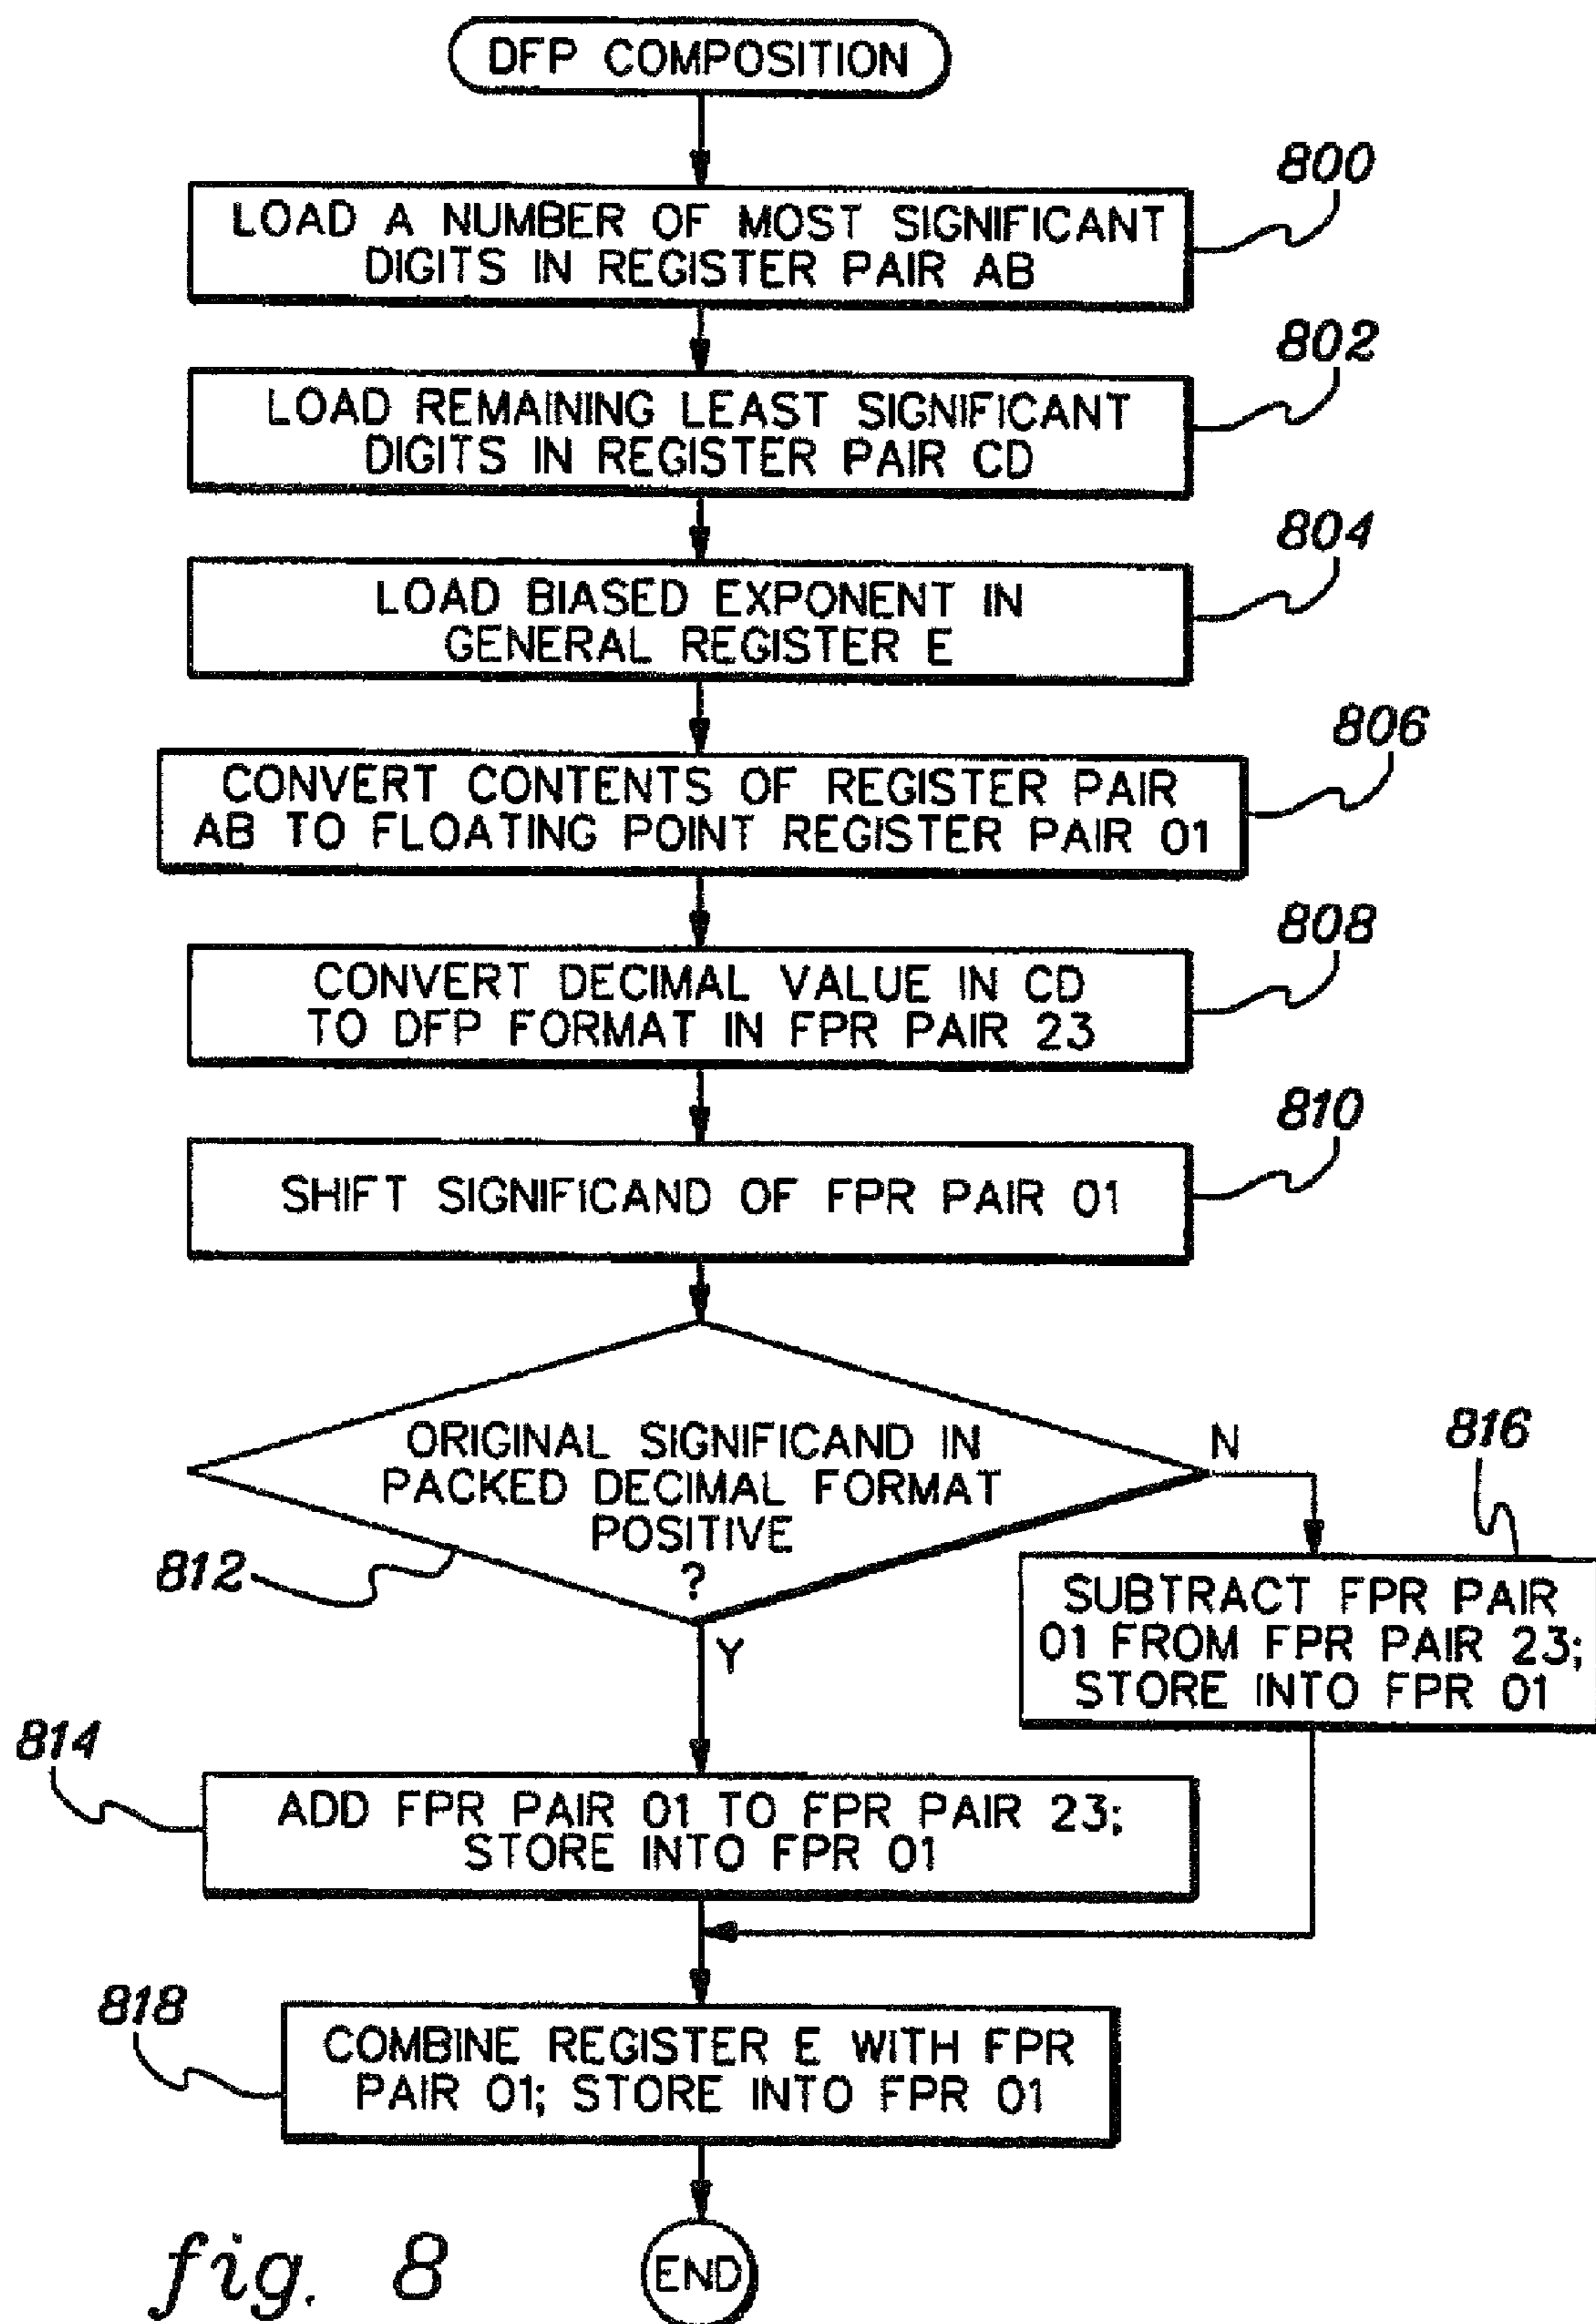 DFP COMPOSITION
800
LOAD A NUMBER OF MOST SIGNIFICANT
DIGITS IN REGISTER PAIR AB
802
LOAD REMAINING LEAST SIGNIFICANT
DIGITS IN REGISTER PAIR CD
804
LOAD BIASED EXPONENT IN
GENERAL REGISTER E
806
CONVERT CONTENTS OF REGISTER PAIR
AB TO FLOATING POINT REGISTER PAIR 01
808
CONVERT DECIMAL VALUE IN CD
TO DFP FORMAT IN FPR PAIR 23
810
SHIFT SIGNIFICAND OF FPR PAIR 01
ORIGINAL SIGNIFICAND IN
PACKED DECIMAL FORMAT
POSITIVE
?
812
N
816
SUBTRACT FPR PAIR
01 FROM FPR PAIR 23;
STORE INTO FPR 01
Y
814
ADD FPR PAIR 01 TO FPR PAIR 23;
STORE INTO FPR 01
818
COMBINE REGISTER E WITH FPR
PAIR 01; STORE INTO FPR 01
END
fig. 8